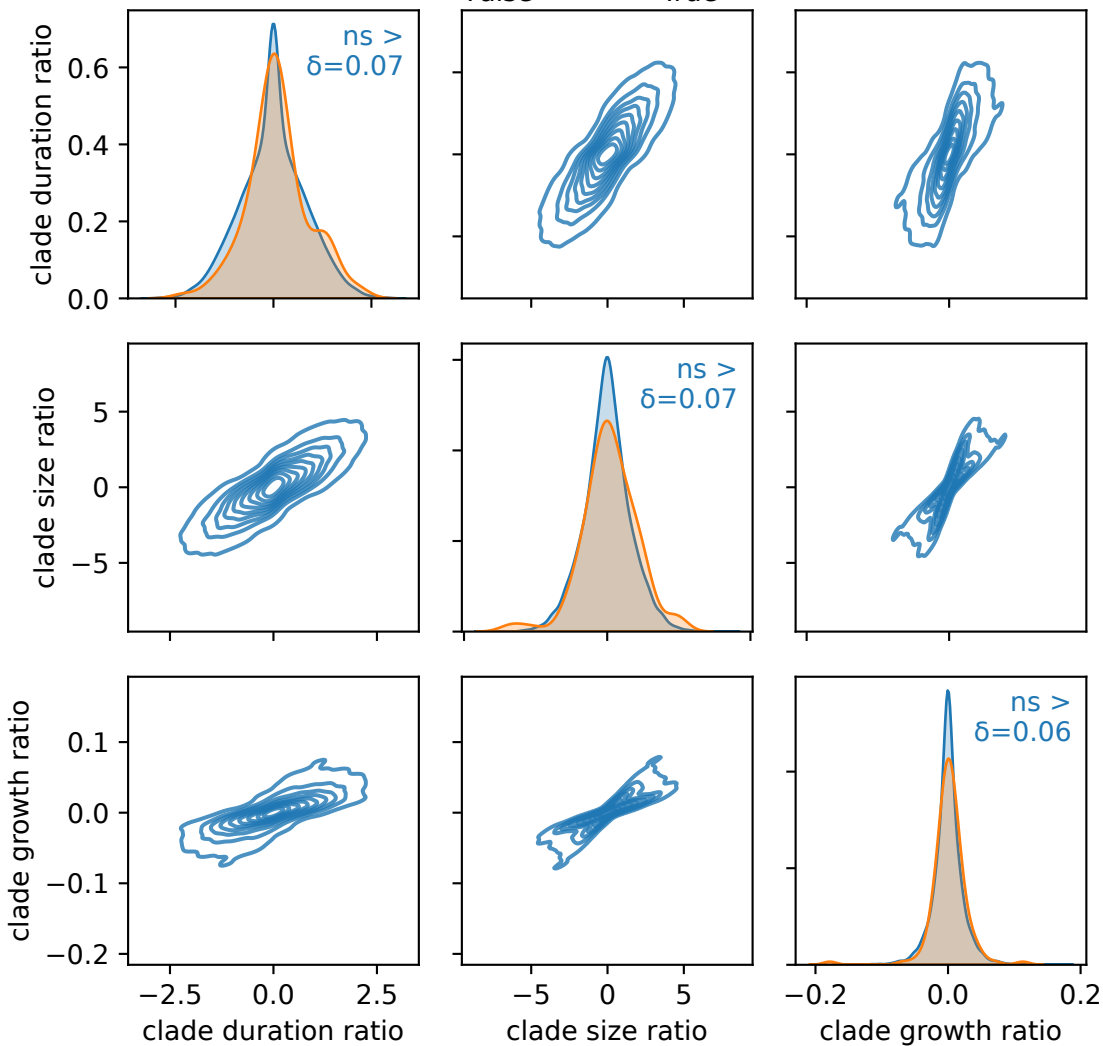 clade duration ratio
0.6
0.4
0.2
0.0
ns >
δ=0.07
clade size ratio
5
0
−5
ns >
δ=0.07
clade growth ratio
0.1
0.0
−0.1
−0.2
ns >
δ=0.06
−2.5 0.0 2.5
−5 0 5
−0.2 0.0 0.2
clade duration ratio
clade size ratio
clade growth ratio